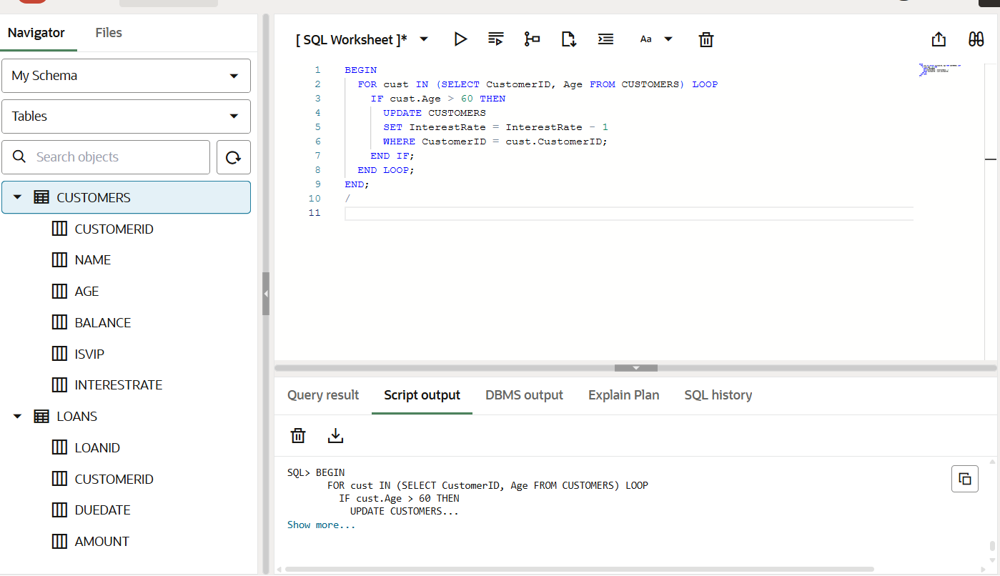 Navigator
Files
My Schema
Tables
Search objects
CUSTOMERS
CUSTOMERID
NAME
AGE
BALANCE
ISVIP
INTERESTRATE
LOANS
LOANID
CUSTOMERID
DUEDATE
AMOUNT
[ SQL Worksheet ]*
Aa
1 BEGIN
2 FOR cust IN (SELECT CustomerID, Age FROM CUSTOMERS) LOOP
3 IF cust.Age > 60 THEN
4 UPDATE CUSTOMERS
5 SET InterestRate = InterestRate - 1
6 WHERE CustomerID = cust.CustomerID;
7 END IF;
8 END LOOP;
9 END;
10 /
11
Query result
Script output
DBMS output
Explain Plan
SQL history
SQL> BEGIN
FOR cust IN (SELECT CustomerID, Age FROM CUSTOMERS) LOOP
IF cust.Age > 60 THEN
UPDATE CUSTOMERS...
Show more...